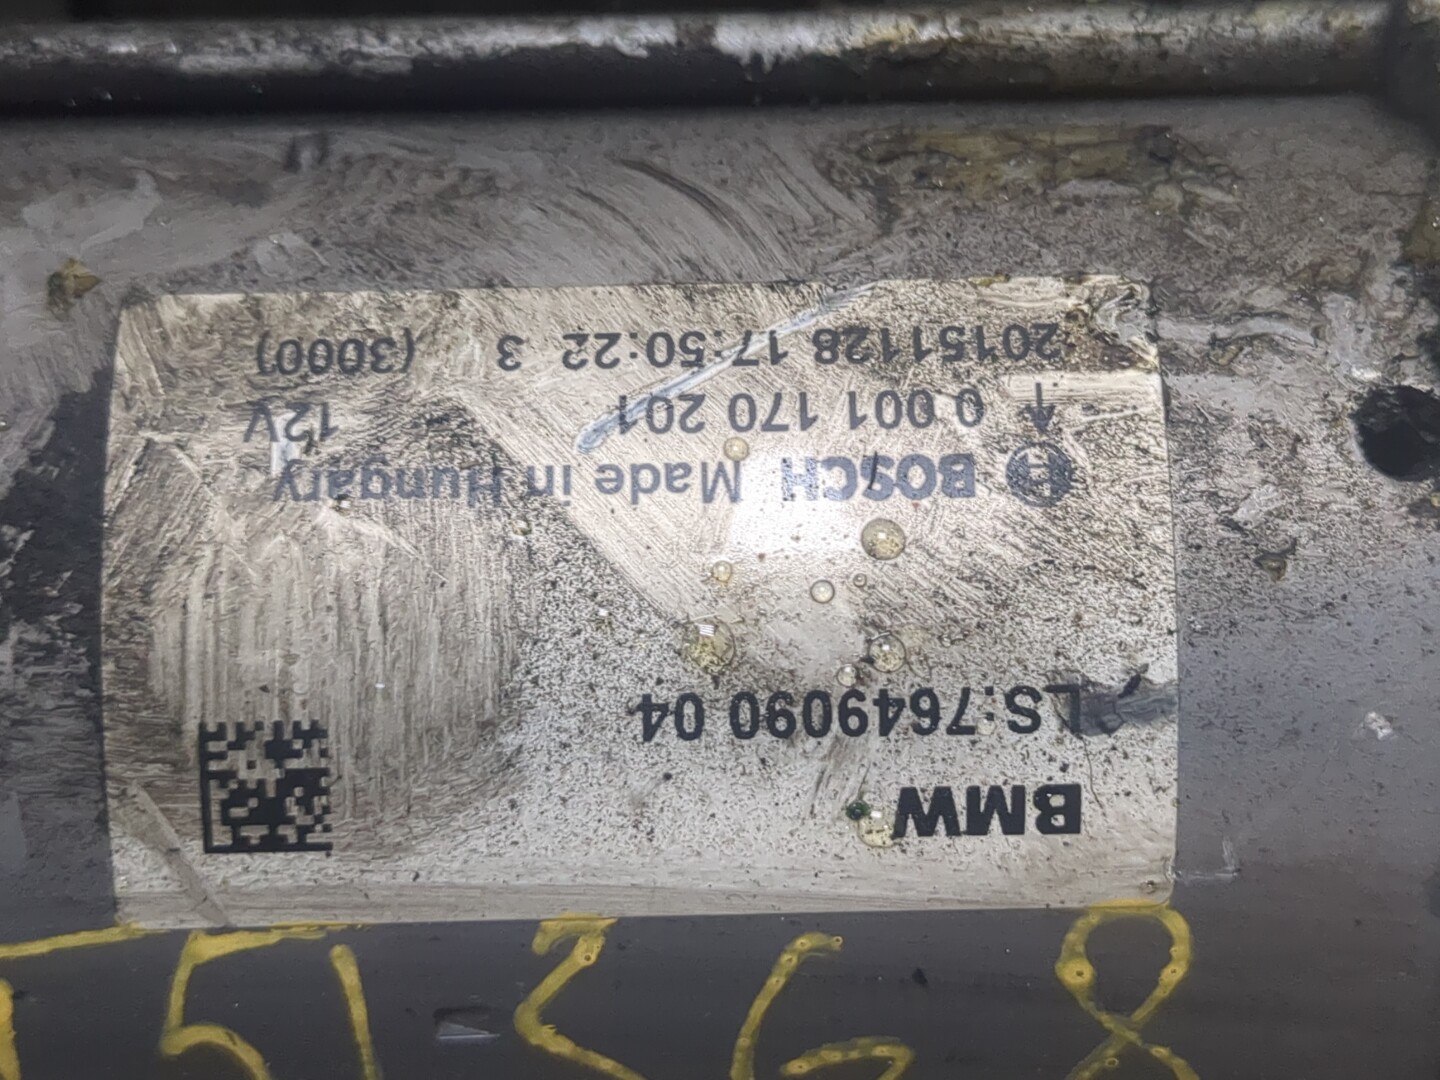 BMW
LS:7649090 04
BOSCH Made in Hungary
0 001 170 201 12V
20151128 17:50:22 3 (3000)
51368